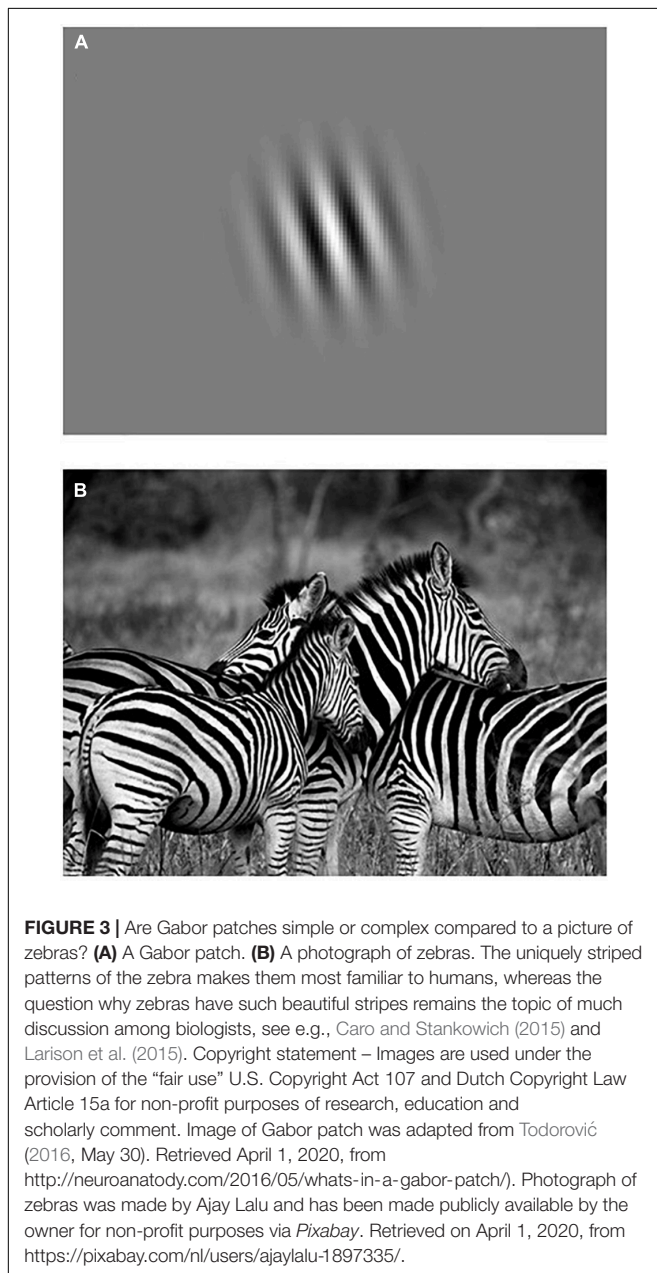 A
B
FIGURE 3 | Are Gabor patches simple or complex compared to a picture of
zebras? (A) A Gabor patch. (B) A photograph of zebras. The uniquely striped
patterns of the zebra makes them most familiar to humans, whereas the
question why zebras have such beautiful stripes remains the topic of much
discussion among biologists, see e.g., Caro and Stankowich (2015) and
Larison et al. (2015). Copyright statement – Images are used under the
provision of the “fair use” U.S. Copyright Act 107 and Dutch Copyright Law
Article 15a for non-profit purposes of research, education and
scholarly comment. Image of Gabor patch was adapted from Todorović
(2016, May 30). Retrieved April 1, 2020, from
http://neuroanatody.com/2016/05/whats-in-a-gabor-patch/). Photograph of
zebras was made by Ajay Lalu and has been made publicly available by the
owner for non-profit purposes via Pixabay. Retrieved on April 1, 2020, from
https://pixabay.com/nl/users/ajaylalu-1897335/.